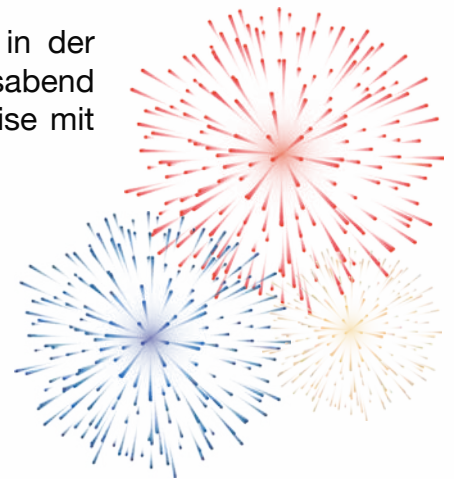 in der
sabend
ise mit